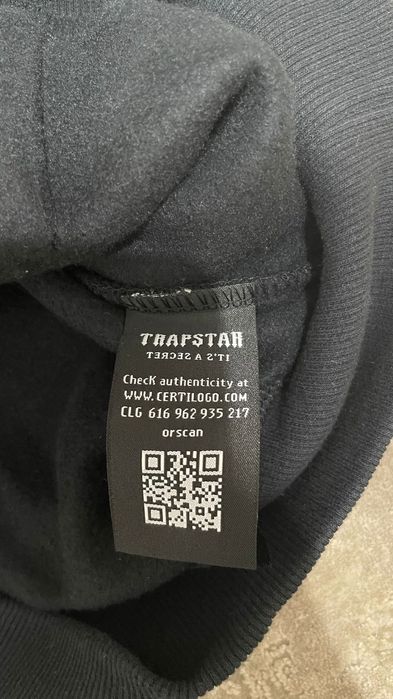 TRAPSTAR
IT'S A SECRET
Check authenticity at
WWW.CERTILOGO.COM
CLG 616 962 935 217
orscan